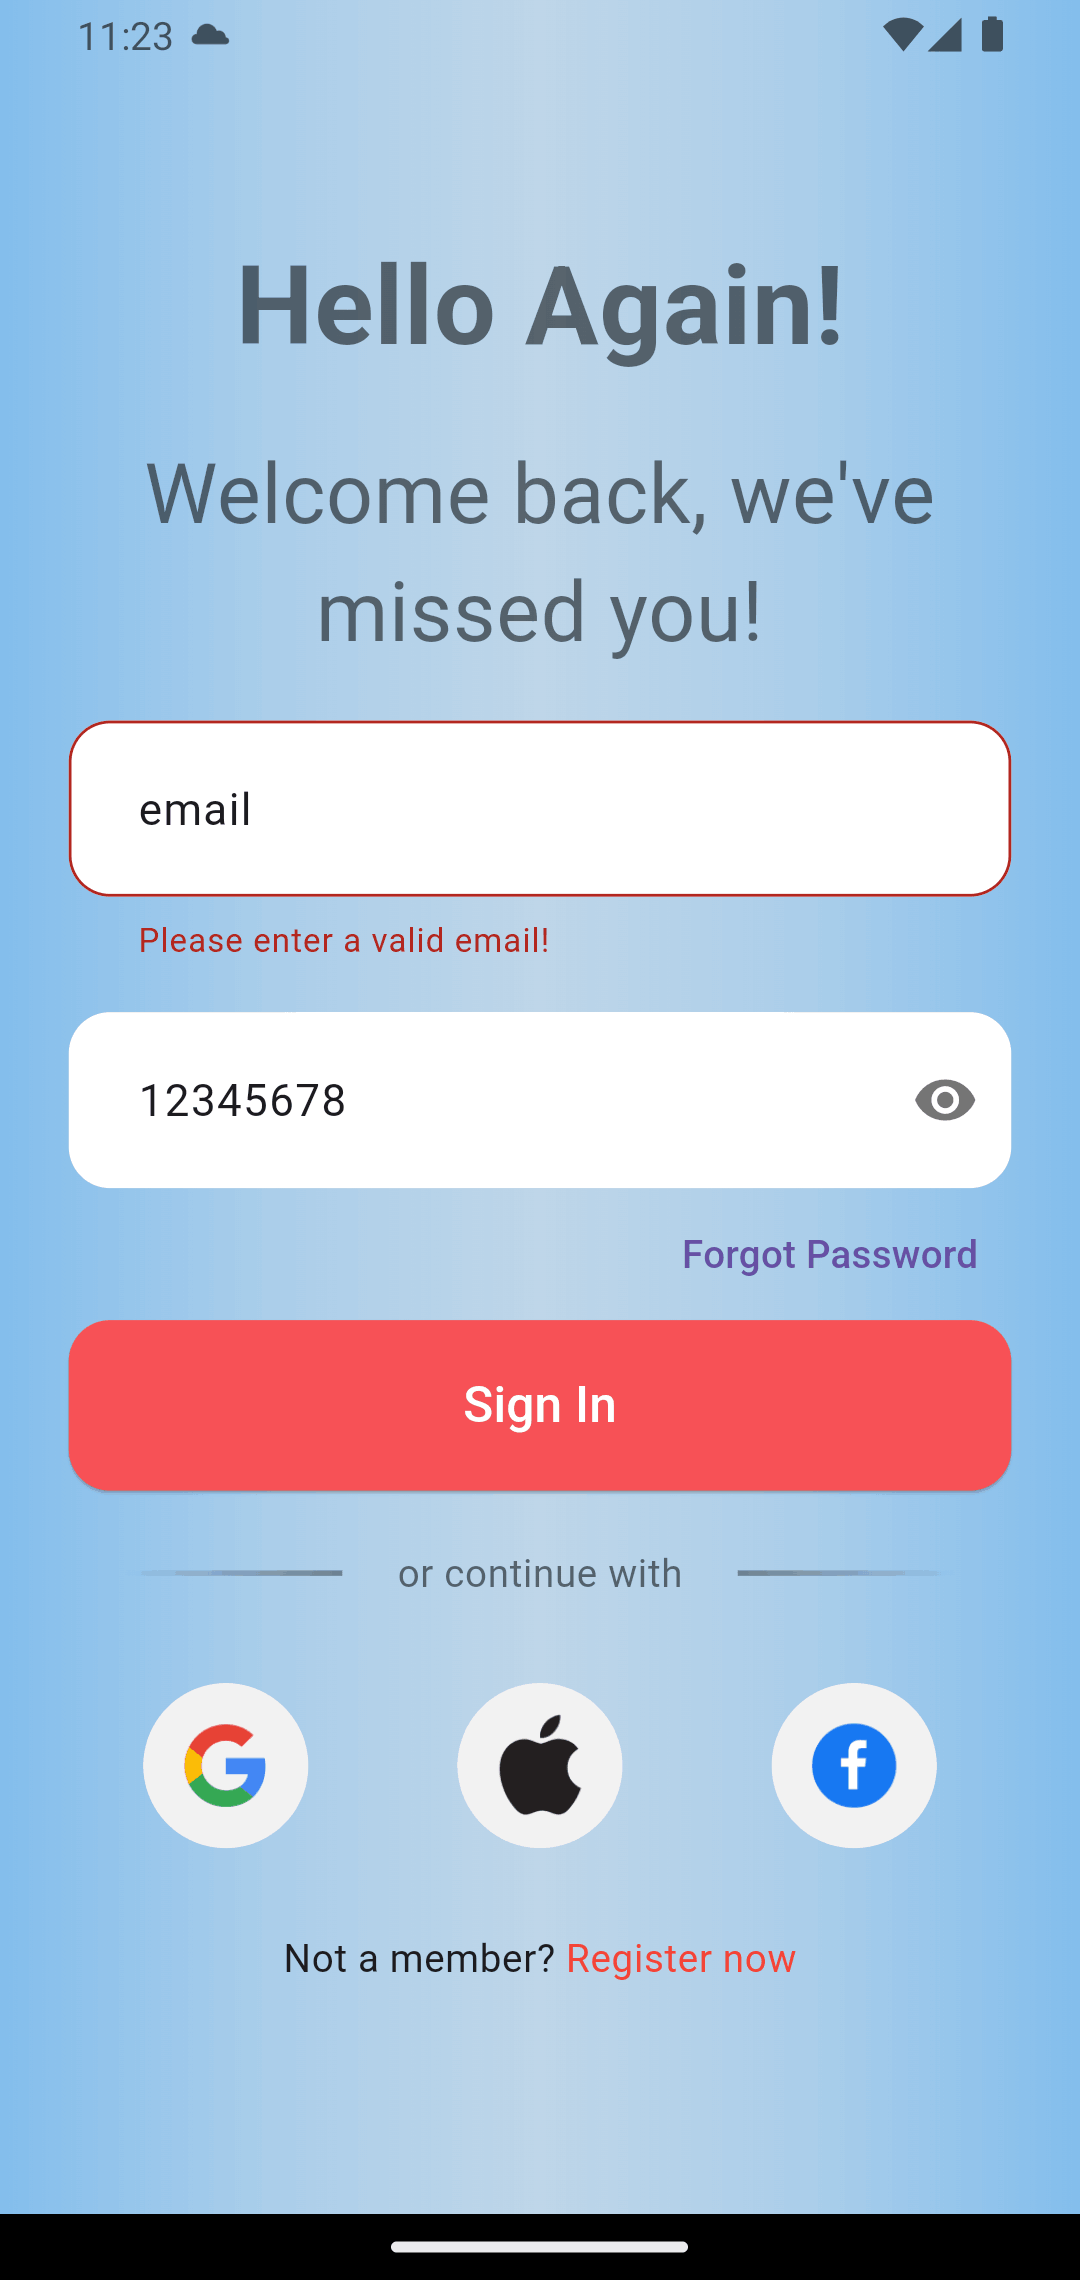 11:23
Hello Again!
Welcome back, we've
missed you!
email
Please enter a valid email!
12345678
Forgot Password
Sign In
or continue with
Not a member? Register now